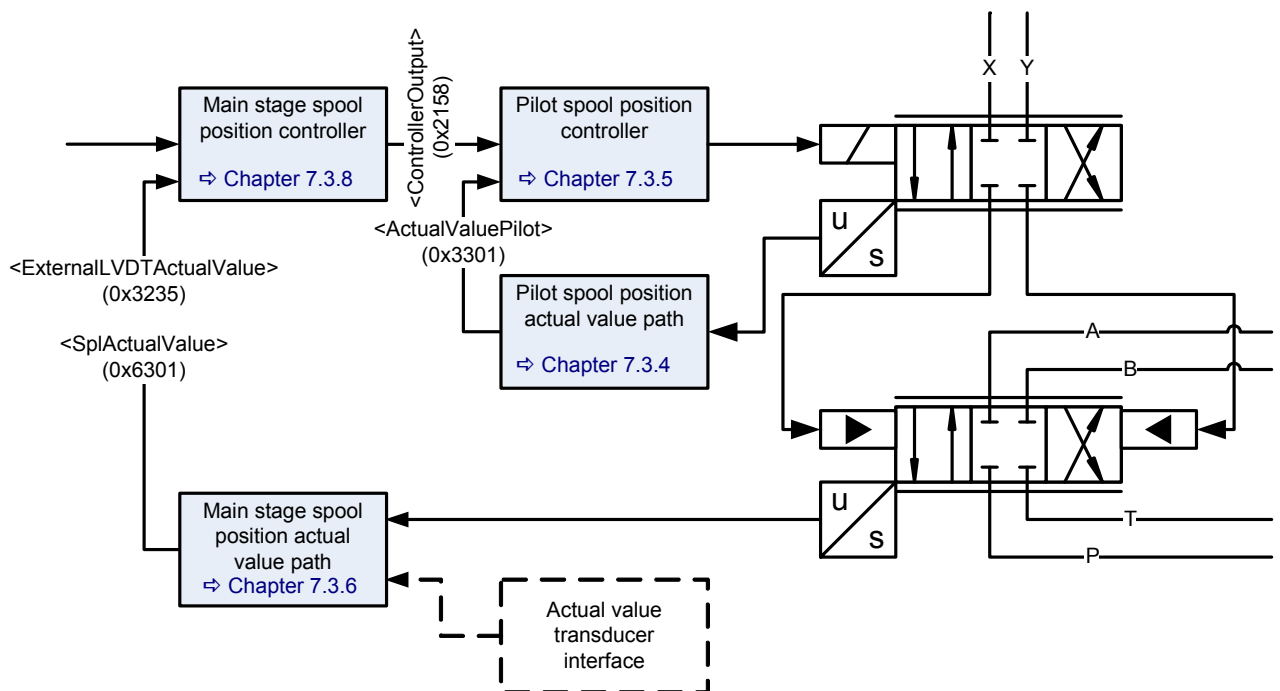 X Y
Main stage spool
position controller
⇨ Chapter 7.3.8
<ControllerOutput>
(0x2158)
Pilot spool position
controller
⇨ Chapter 7.3.5
<ActualValuePilot>
(0x3301)
u
s
<ExternalLVDTActualValue>
(0x3235)
Pilot spool position
actual value path
⇨ Chapter 7.3.4
<SplActualValue>
(0x6301)
A
B
Main stage spool
position actual
value path
⇨ Chapter 7.3.6
u
s
T
P
Actual value
transducer
interface